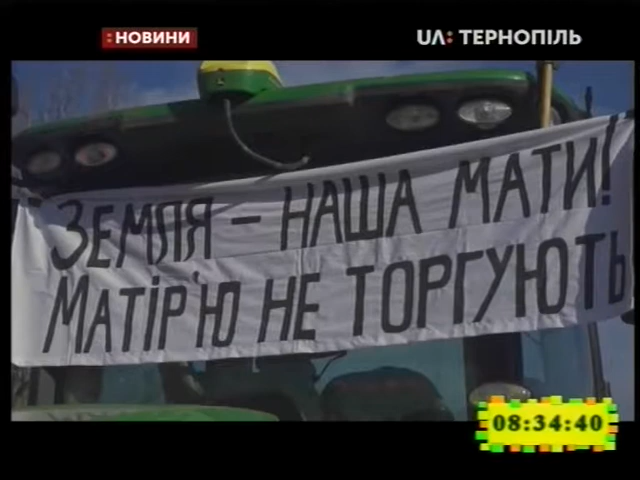 :НОВИНИ
UA: ТЕРНОПІЛЬ
ЗЕМЛЯ – НАША МАТИ!
МАТІР'Ю НЕ ТОРГУЮТЬ
08:34:40